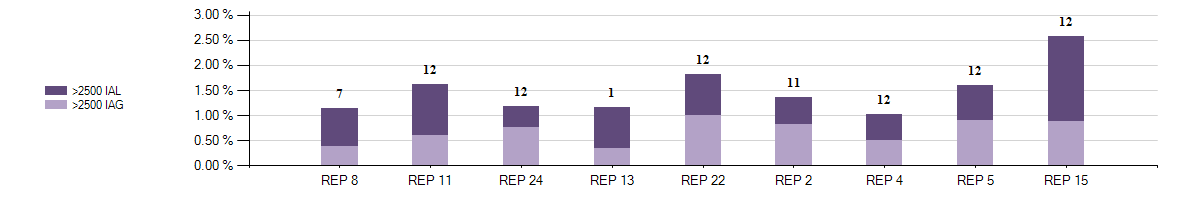 3.00 %
2.50 %
2.00 %
1.50 %
1.00 %
0.50 %
0.00 %
>2500 IAL
>2500 IAG
7
12
12
1
12
11
12
12
12
REP 8
REP 11
REP 24
REP 13
REP 22
REP 2
REP 4
REP 5
REP 15